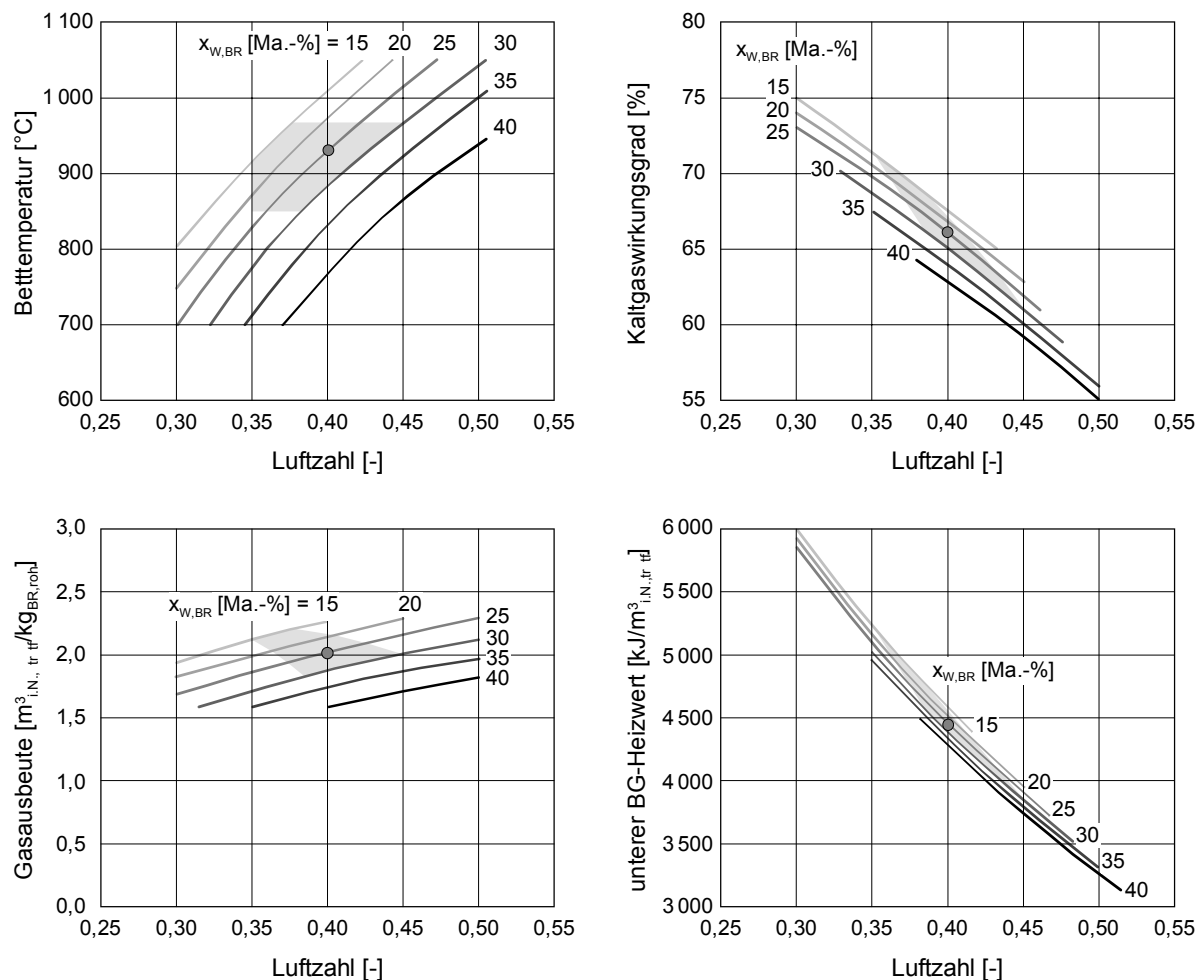 1 100
1 000
900
800
700
600
Betttemperatur [°C]
x_W,BR [Ma.-%] = 15 20 25 30
35
40
0,25 0,30 0,35 0,40 0,45 0,50 0,55
Luftzahl [-]
80
75
70
65
60
55
Kaltgaswirkungsgrad [%]
x_W,BR [Ma.-%]
15
20
25
30
35
40
0,25 0,30 0,35 0,40 0,45 0,50 0,55
Luftzahl [-]
3,0
2,5
2,0
1,5
1,0
0,5
0,0
Gasausbeute [m³i.N., tr tf/kgBR,roh]
x_W,BR [Ma.-%] = 15 20
25
30
35
40
0,25 0,30 0,35 0,40 0,45 0,50 0,55
Luftzahl [-]
6 000
5 500
5 000
4 500
4 000
3 500
3 000
unterer BG-Heizwert [kJ/m³i.N.,tr tf]
x_W,BR [Ma.-%]
15
20
25
30
35
40
0,25 0,30 0,35 0,40 0,45 0,50 0,55
Luftzahl [-]